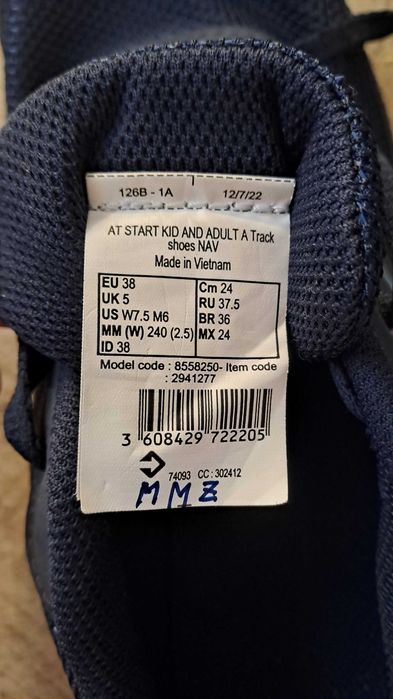 126B - 1A 12/7/22
AT START KID AND ADULT A Track
shoes NAV
Made in Vietnam
EU 38 Cm 24
UK 5 RU 37.5
US W7.5 M6 BR 36
MM (W) 240 (2.5) MX 24
ID 38
Model code : 8558250- Item code
: 2941277
3 608429 722205
74093 CC : 302412
MMZ